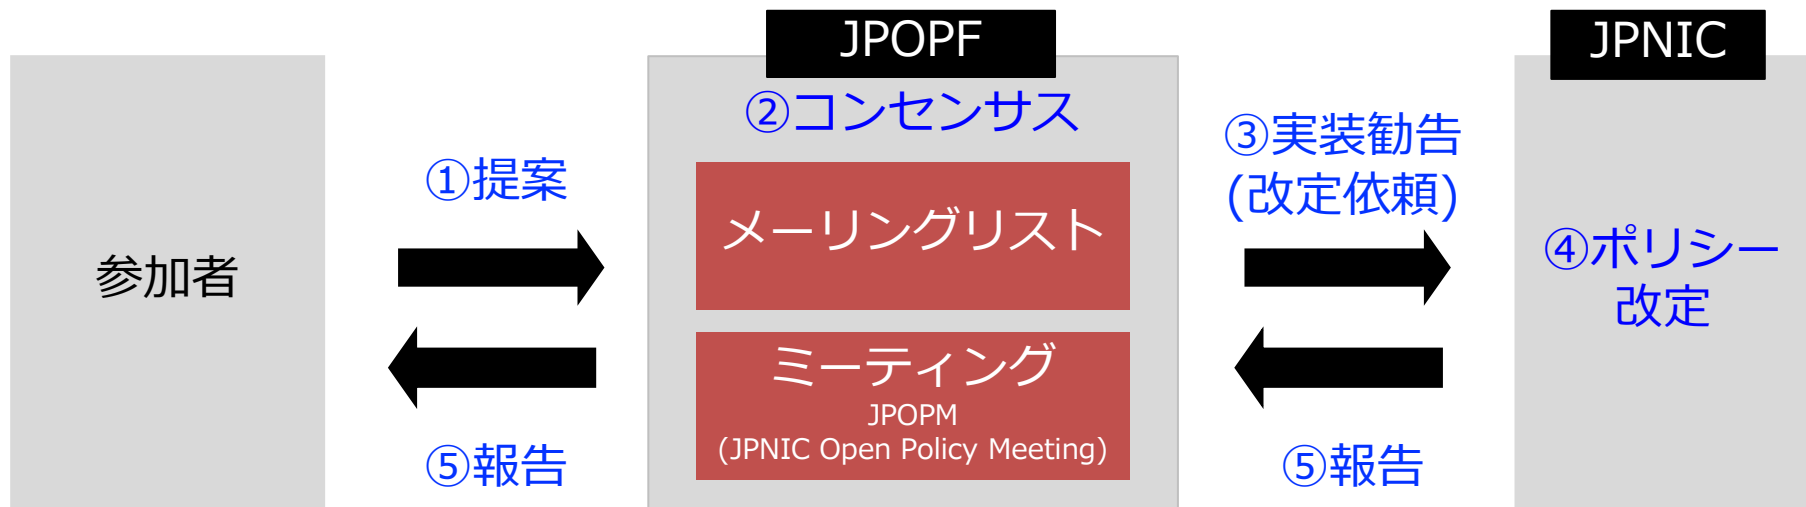 参加者
①提案
⑤報告
JPOPF
②コンセンサス
メーリングリスト
ミーティング
JPOPM
(JPNIC Open Policy Meeting)
③実装勧告
(改定依頼)
⑤報告
JPNIC
④ポリシー
改定